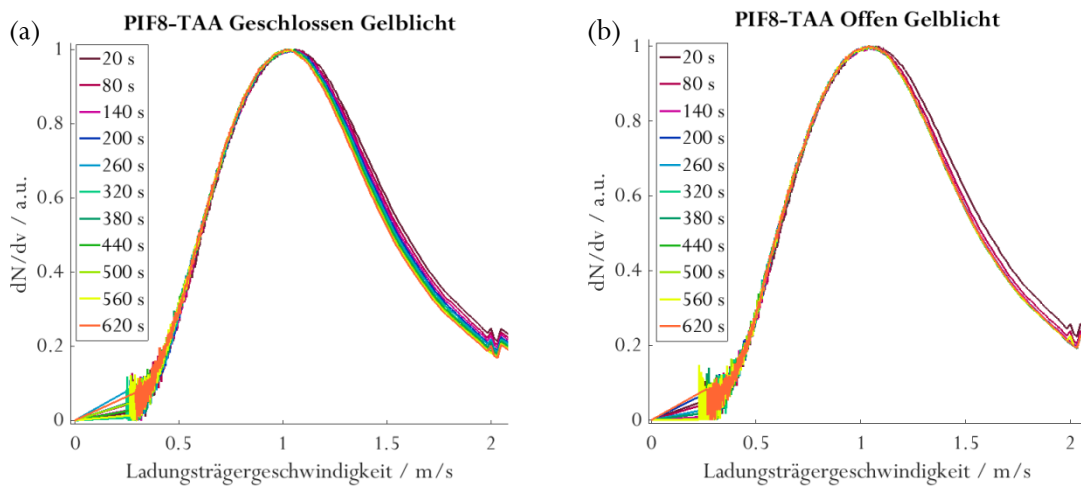 (a)
PIF8-TAA Geschlossen Gelblicht
20 s
80 s
140 s
200 s
260 s
320 s
380 s
440 s
500 s
560 s
620 s
1
0.8
0.6
0.4
0.2
0
dN/dv / a.u.
0
0.5
1
1.5
2
Ladungsträgergeschwindigkeit / m/s
(b)
PIF8-TAA Offen Gelblicht
20 s
80 s
140 s
200 s
260 s
320 s
380 s
440 s
500 s
560 s
620 s
1
0.8
0.6
0.4
0.2
0
dN/dv / a.u.
0
0.5
1
1.5
2
Ladungsträgergeschwindigkeit / m/s